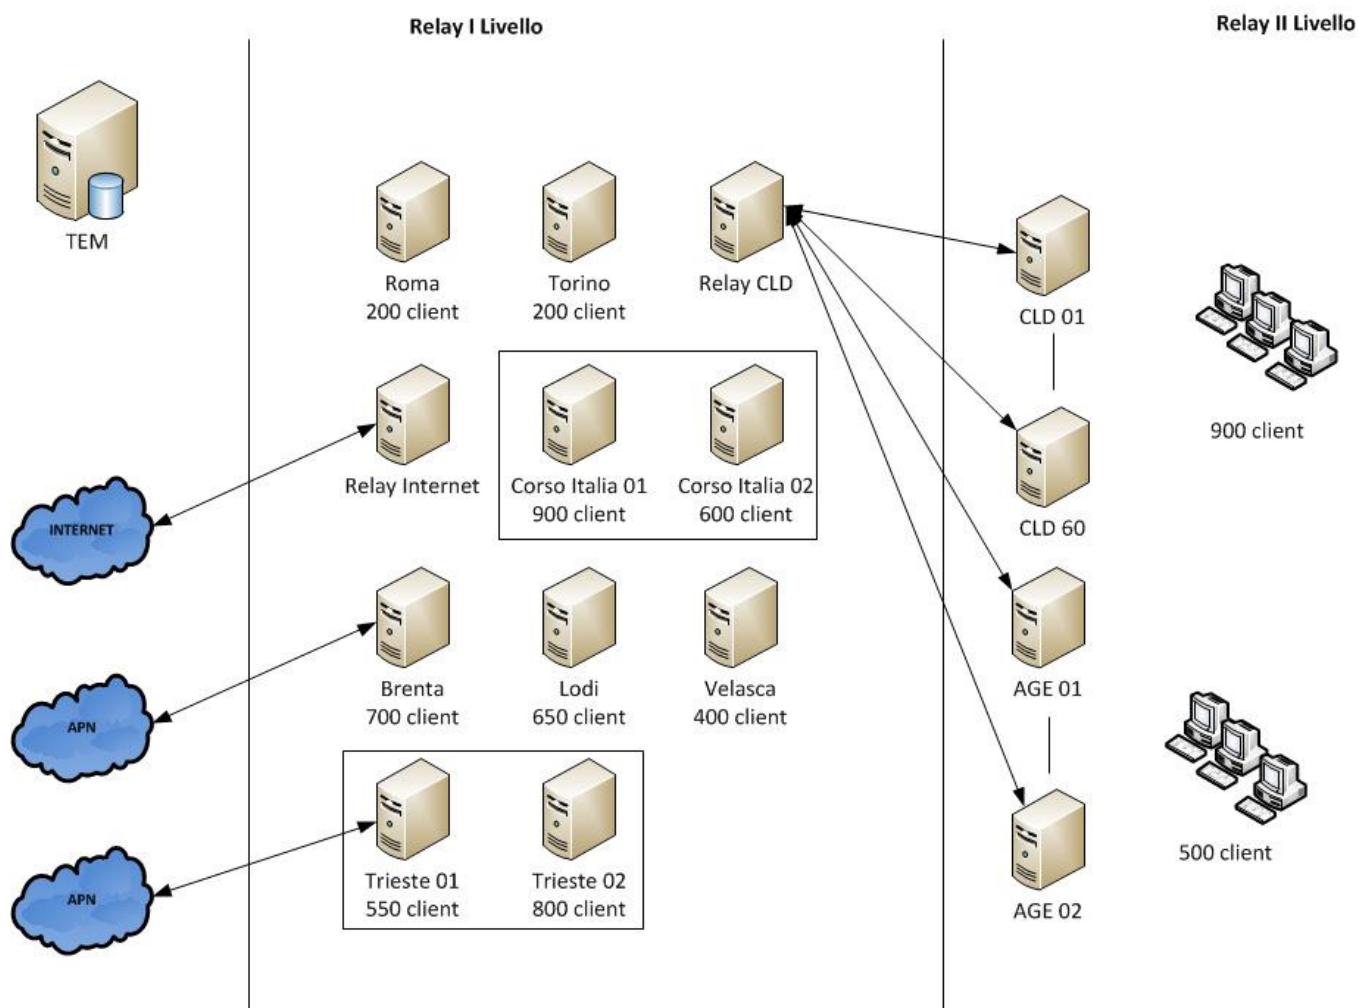 Relay I Livello
Relay II Livello
TEM
Roma
200 client
Torino
200 client
Relay CLD
CLD 01
900 client
Relay Internet
Corso Italia 01
900 client
Corso Italia 02
600 client
CLD 60
INTERNET
Brenta
700 client
Lodi
650 client
Velasca
400 client
AGE 01
APN
Trieste 01
550 client
Trieste 02
800 client
500 client
APN
AGE 02